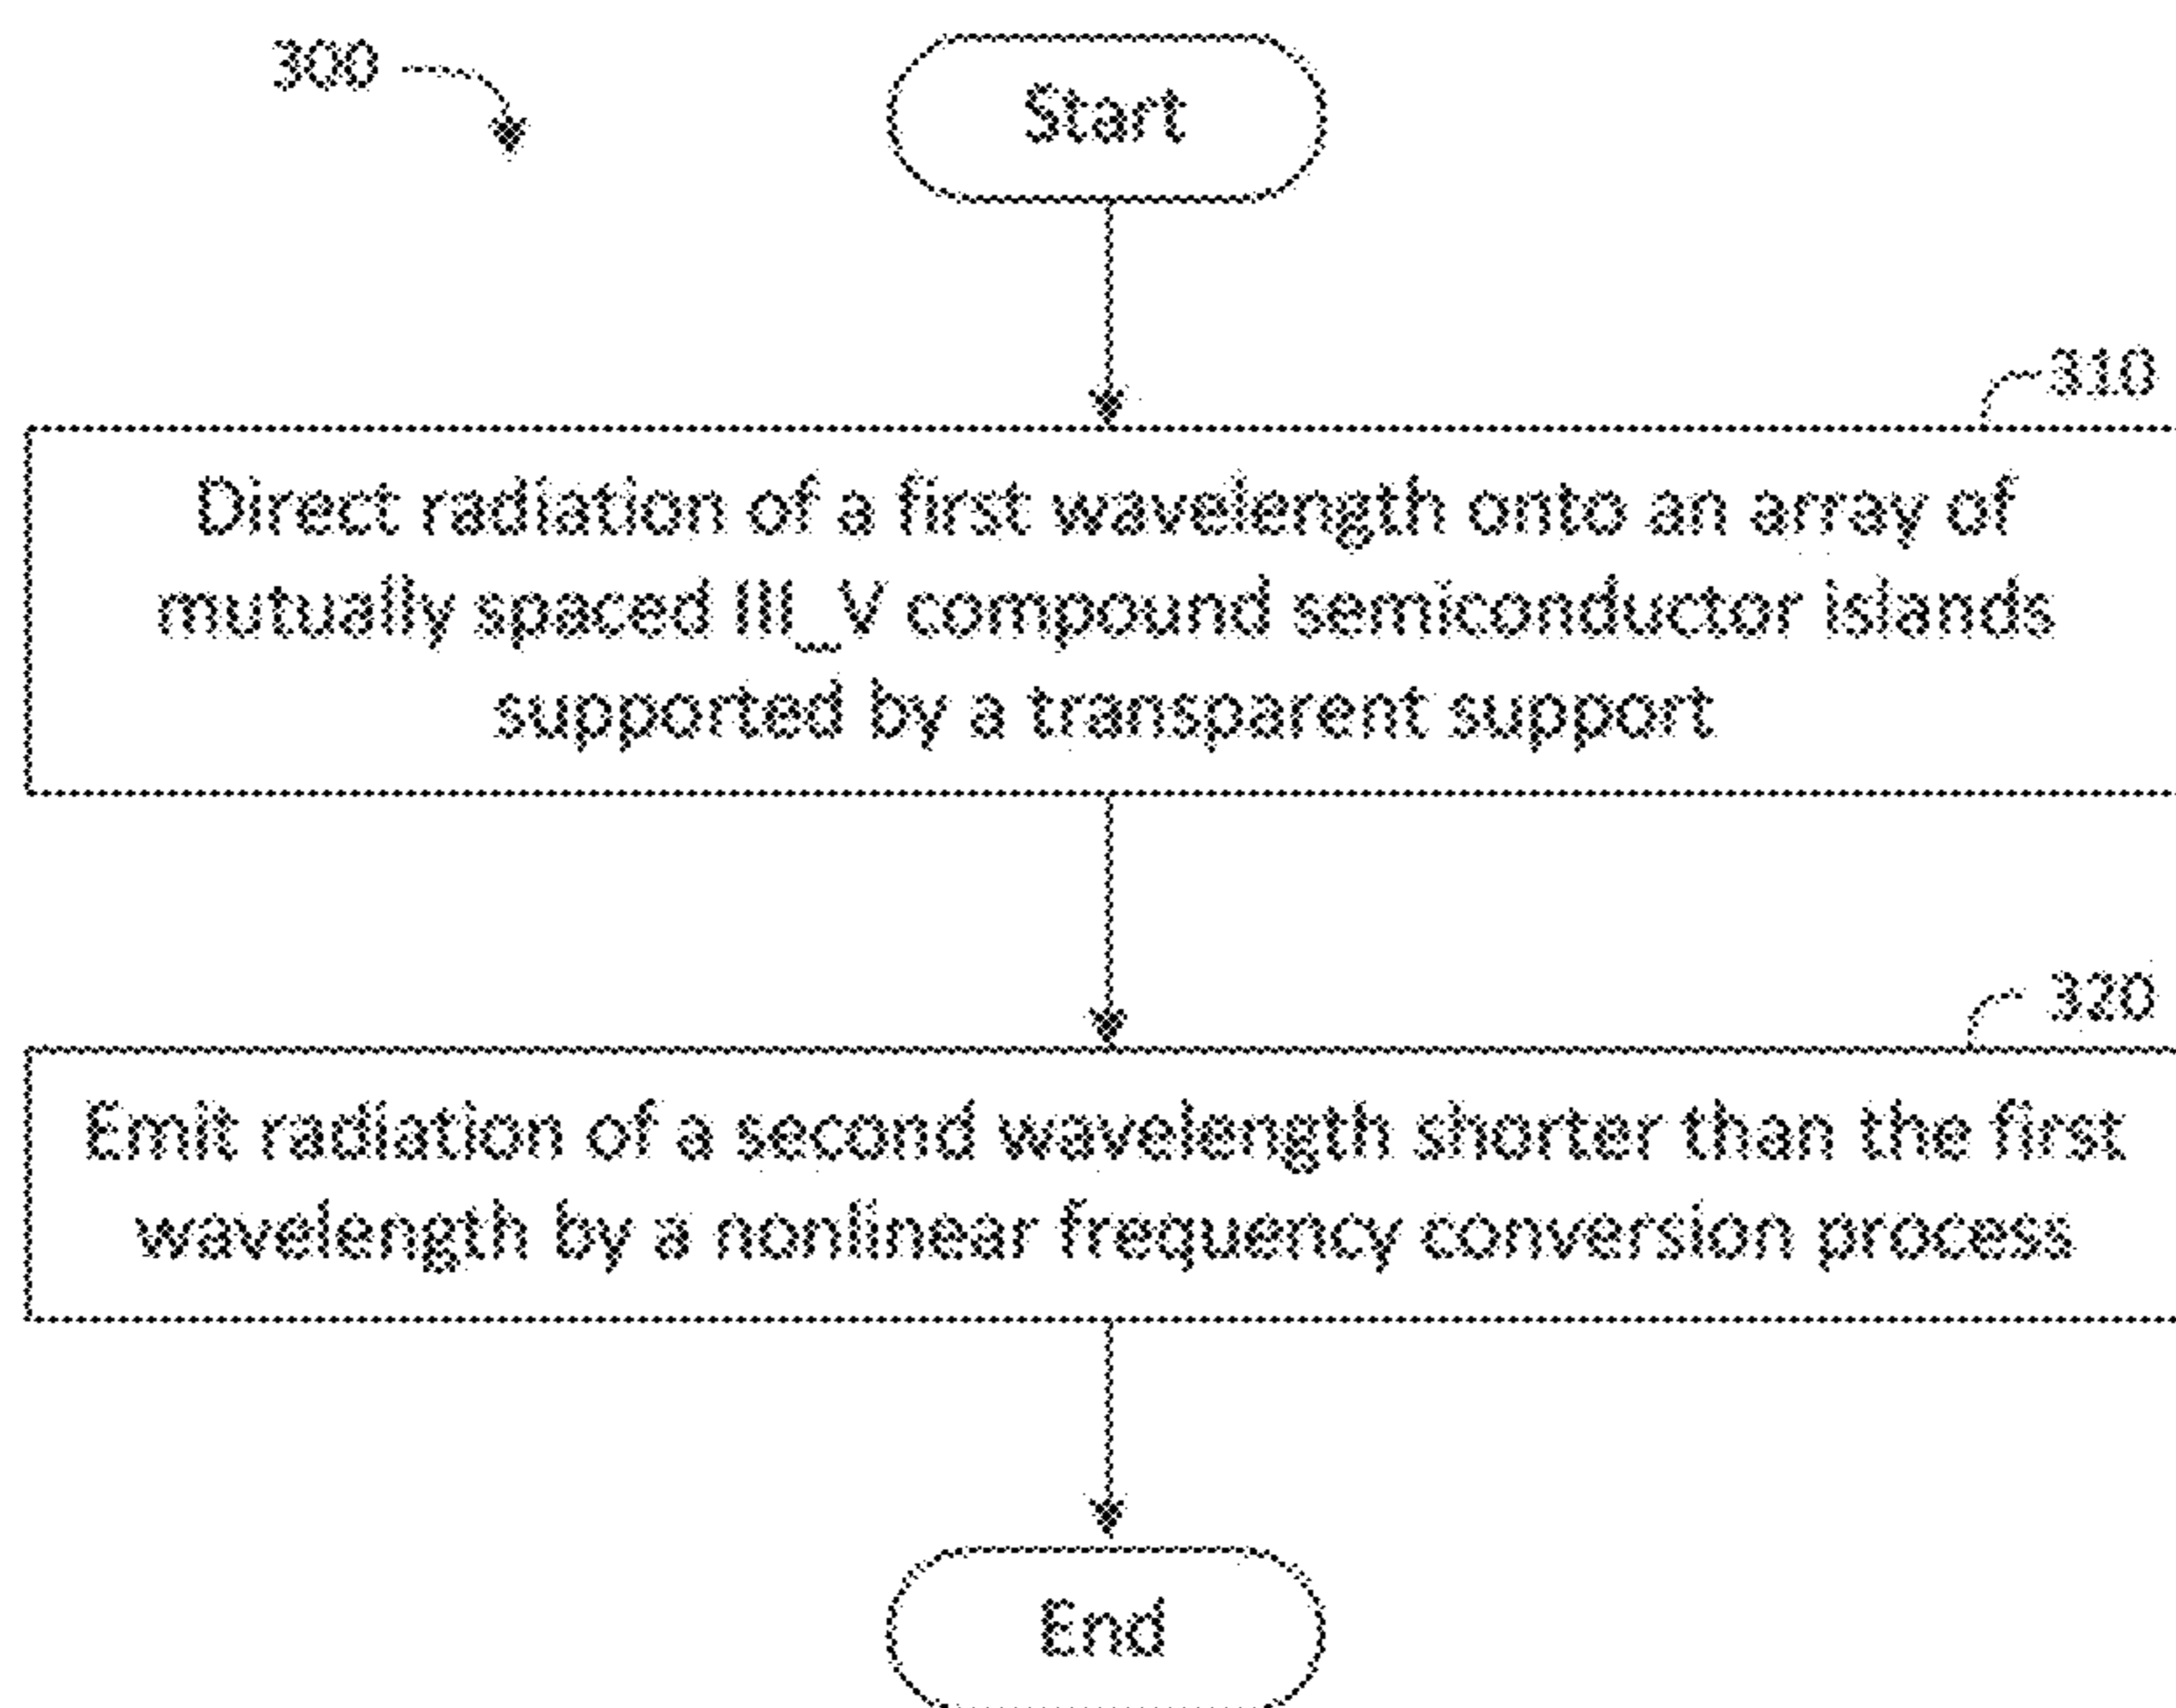 300
Start
310
Direct radiation of a first wavelength onto an array of
mutually spaced III_V compound semiconductor islands
supported by a transparent support
320
Emit radiation of a second wavelength shorter than the first
wavelength by a nonlinear frequency conversion process
End